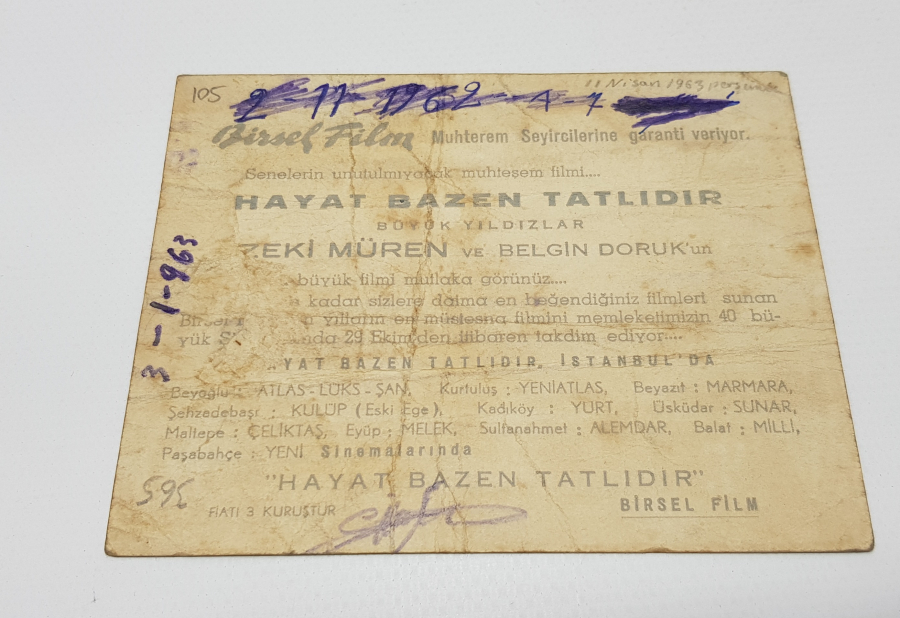 105
11 Nisan 1963
2-11-1962
Birsel Film Muhterem Seyircilerine garanti veriyor.
Senelerin unutulmıyacak muhteşem filmi....
HAYAT BAZEN TATLIDIR
BÜYÜK YILDIZLAR
ZEKİ MÜREN VE BELGİN DORUK'un
büyük filmi mutlaka görünüz....
kadar sizlere daima en beğendiğiniz filmleri sunan
yılların en müstesna filmini memleketimizin 40 bü-
yük 29 Ekim'den itibaren takdim ediyor....
YAT BAZEN TATLIDIR, İSTANBUL'DA
Beyoğlu : ATLAS-LÜKS-ŞAN, Kurtuluş : YENİATLAS, Beyazıt : MARMARA,
Şehzadebaşı : KULÜP (Eski Ege), Kadıköy : YURT, Üsküdar : SUNAR,
Maltepe : ÇELİKTAŞ, Eyüp : MELEK, Sultanahmet : ALEMDAR, Balat : MİLLİ,
Paşabahçe : YENİ Sinemalarında
"HAYAT BAZEN TATLIDIR"
FİATI 3 KURUŞTUR
BİRSEL FİLM
3-1-963